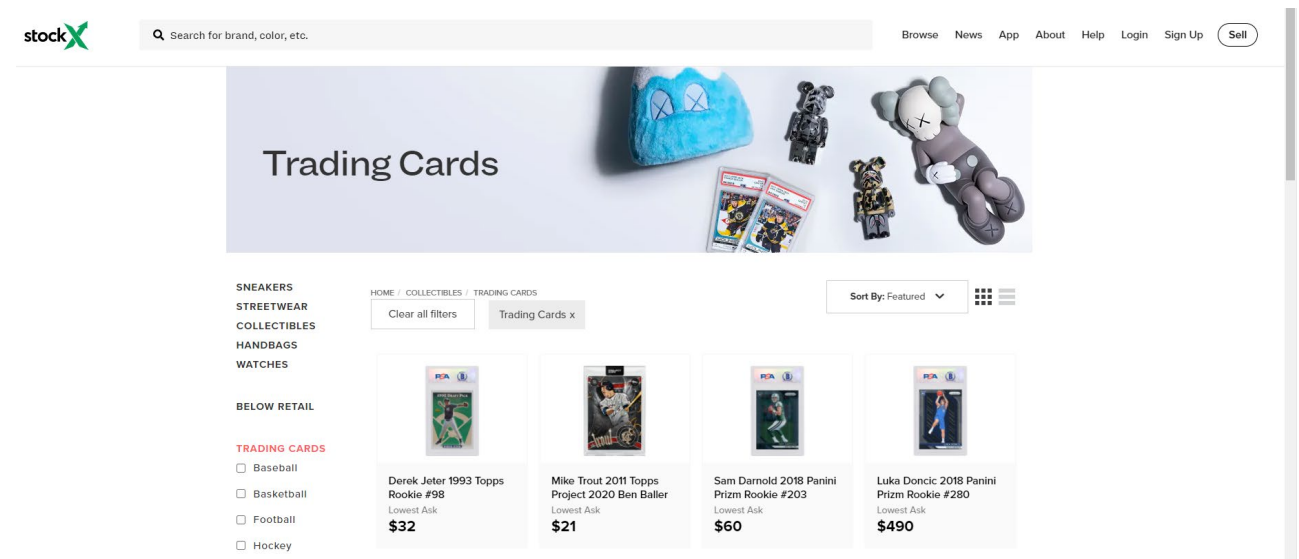 stockX
Search for brand, color, etc.
Browse News App About Help Login Sign Up Sell
Trading Cards
SNEAKERS
STREETWEAR
COLLECTIBLES
HANDBAGS
WATCHES
BELOW RETAIL
TRADING CARDS
Baseball
Basketball
Football
Hockey
HOME / COLLECTIBLES / TRADING CARDS
Clear all filters
Trading Cards x
Sort By: Featured
PSA
PSA
PSA
Derek Jeter 1993 Topps
Rookie #98
Lowest Ask
$32
Mike Trout 2011 Topps
Project 2020 Ben Baller
Lowest Ask
$21
Sam Darnold 2018 Panini
Prizm Rookie #203
Lowest Ask
$60
Luka Doncic 2018 Panini
Prizm Rookie #280
Lowest Ask
$490